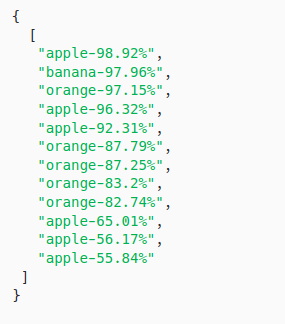 {
  [
   "apple-98.92%",
   "banana-97.96%",
   "orange-97.15%",
   "apple-96.32%",
   "apple-92.31%",
   "orange-87.79%",
   "orange-87.25%",
   "orange-83.2%",
   "orange-82.74%",
   "apple-65.01%",
   "apple-56.17%",
   "apple-55.84%"
 ]
}